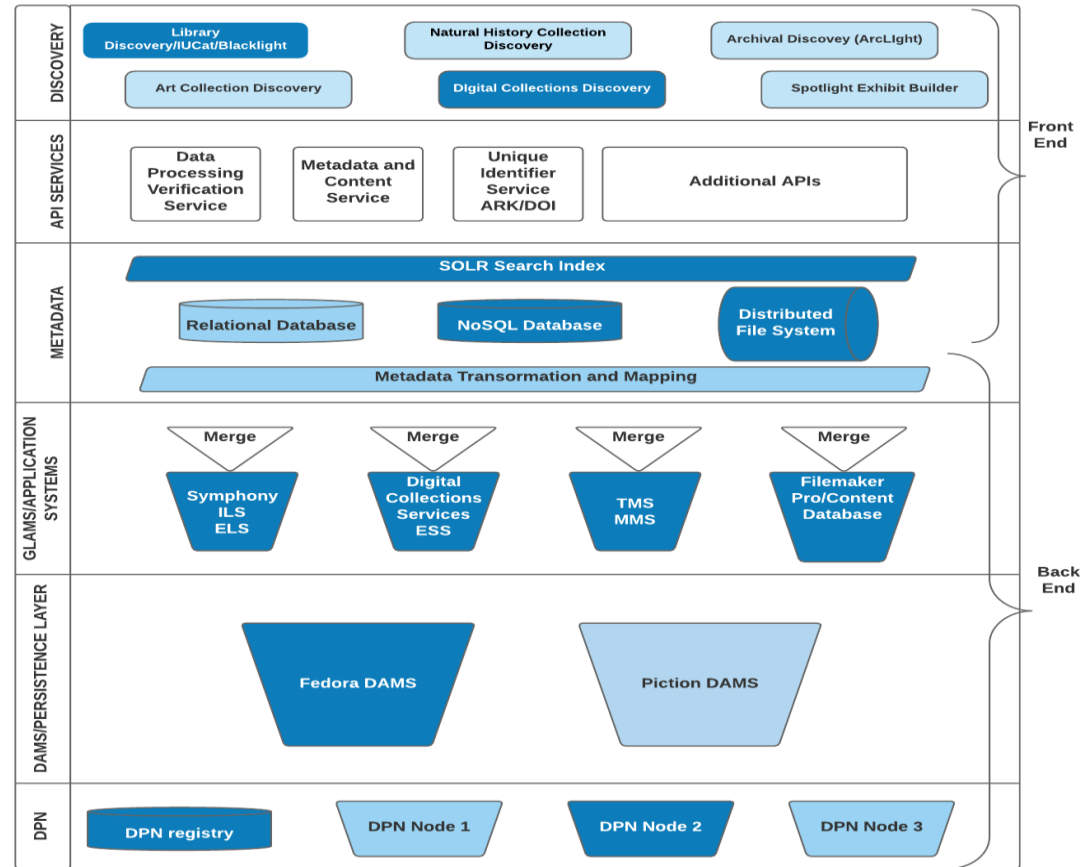 DISCOVERY
Library
Discovery/IUCat/Blacklight
Natural History Collection
Discovery
Archival Discovey (ArcLIght)
Art Collection Discovery
DIgital Collections Discovery
Spotlight Exhibit Builder
Front
End
API SERVICES
Data
Processing
Verification
Service
Metadata and
Content
Service
Unique
Identifier
Service
ARK/DOI
Additional APIs
METADATA
SOLR Search Index
Relational Database
NoSQL Database
Distributed
File System
Metadata Transormation and Mapping
GLAMS/APPLICATION
SYSTEMS
Merge
Merge
Merge
Merge
Symphony
ILS
ELS
Digital
Collections
Services
ESS
TMS
MMS
Filemaker
Pro/Content
Database
Back
End
DAMS/PERSISTENCE LAYER
Fedora DAMS
Piction DAMS
DPN
DPN registry
DPN Node 1
DPN Node 2
DPN Node 3